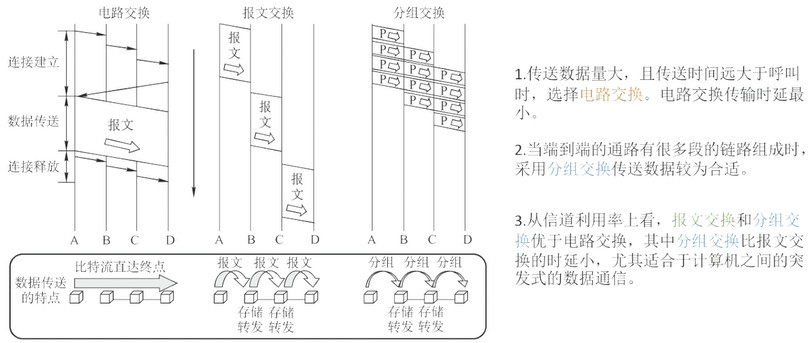 电路交换
报文交换
分组交换
连接建立
数据传送
连接释放
报文
报
文
报
文
报
文
P P P
P P P
P P P
P P P
A B C D
A B C D
A B C D
数据传送
的特点
比特流直达终点
报文 报文 报文
分组 分组 分组
存储 存储
转发 转发
存储 存储
转发 转发
1.传送数据量大，且传送时间远大于呼叫
时，选择电路交换。电路交换传输时延最
小。
2.当端到端的通路有很多段的链路组成时，
采用分组交换传送数据较为合适。
3.从信道利用率上看，报文交换和分组交
换优于电路交换，其中分组交换比报文交
换的时延小，尤其适合于计算机之间的突
发式的数据通信。